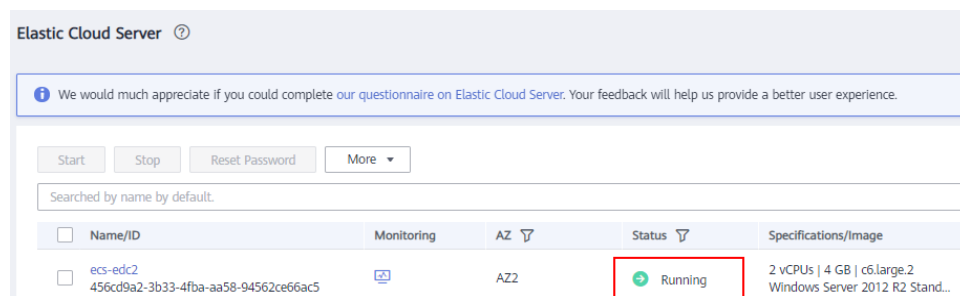 Elastic Cloud Server ?
We would much appreciate if you could complete our questionnaire on Elastic Cloud Server. Your feedback will help us provide a better user experience.
Start Stop Reset Password More
Searched by name by default.
Name/ID Monitoring AZ Status Specifications/Image
ecs-edc2 AZ2 Running 2 vCPUs | 4 GB | c6.large.2
456cd9a2-3b33-4fba-aa58-94562ce66ac5 Windows Server 2012 R2 Stand...